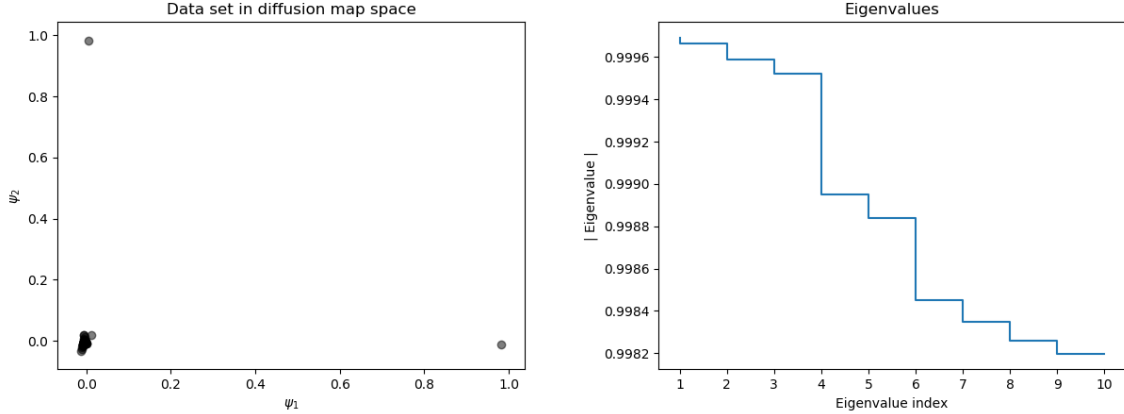 Data set in diffusion map space
1.0
0.8
0.6
0.4
0.2
0.0
ψ2
0.0 0.2 0.4 0.6 0.8 1.0
ψ1
Eigenvalues
0.9996
0.9994
0.9992
0.9990
0.9988
0.9986
0.9984
0.9982
| Eigenvalue |
1 2 3 4 5 6 7 8 9 10
Eigenvalue index